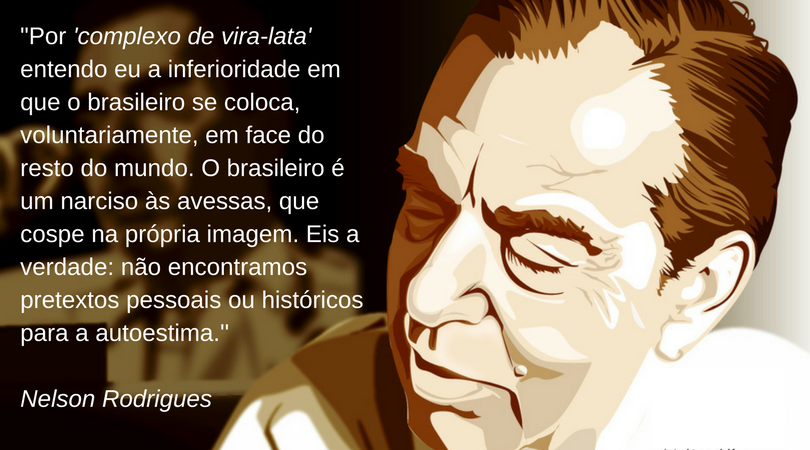 "Por 'complexo de vira-lata'
entendo eu a inferioridade em
que o brasileiro se coloca,
voluntariamente, em face do
resto do mundo. O brasileiro é
um narciso às avessas, que
cospe na própria imagem. Eis a
verdade: não encontramos
pretextos pessoais ou históricos
para a autoestima."
Nelson Rodrigues